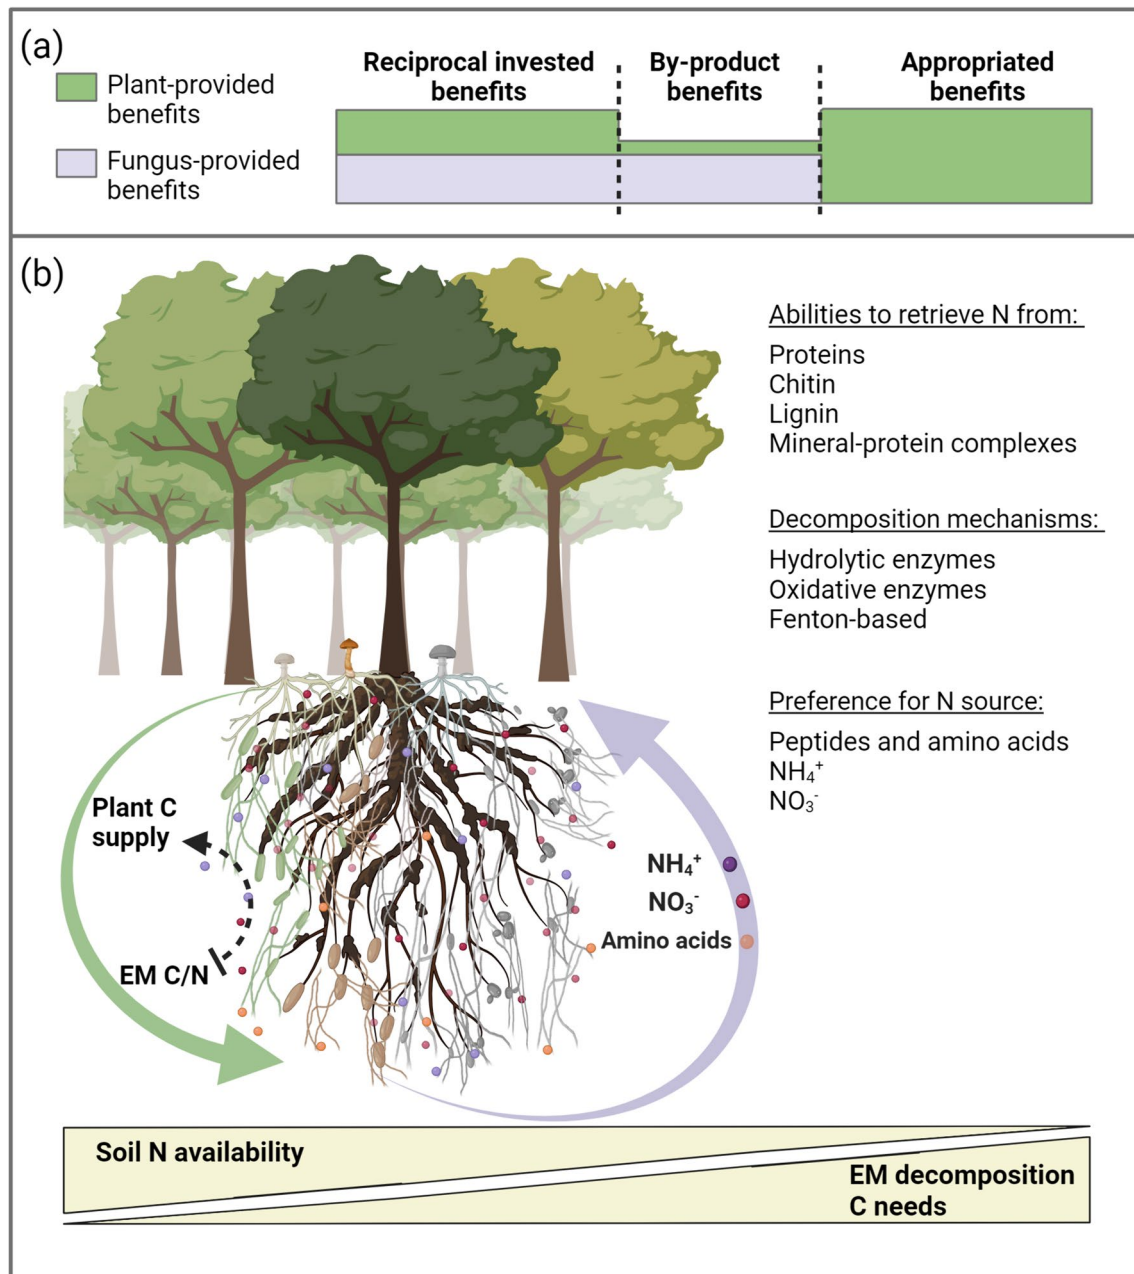 (a)
Plant-provided
benefits
Fungus-provided
benefits
Reciprocal invested
benefits
By-product
benefits
Appropriated
benefits
(b)
Abilities to retrieve N from:
Proteins
Chitin
Lignin
Mineral-protein complexes
Decomposition mechanisms:
Hydrolytic enzymes
Oxidative enzymes
Fenton-based
Preference for N source:
Peptides and amino acids
NH₄⁺
NO₃⁻
Plant C
supply
EM C/N
NH₄⁺
NO₃⁻
Amino acids
Soil N availability
EM decomposition
C needs